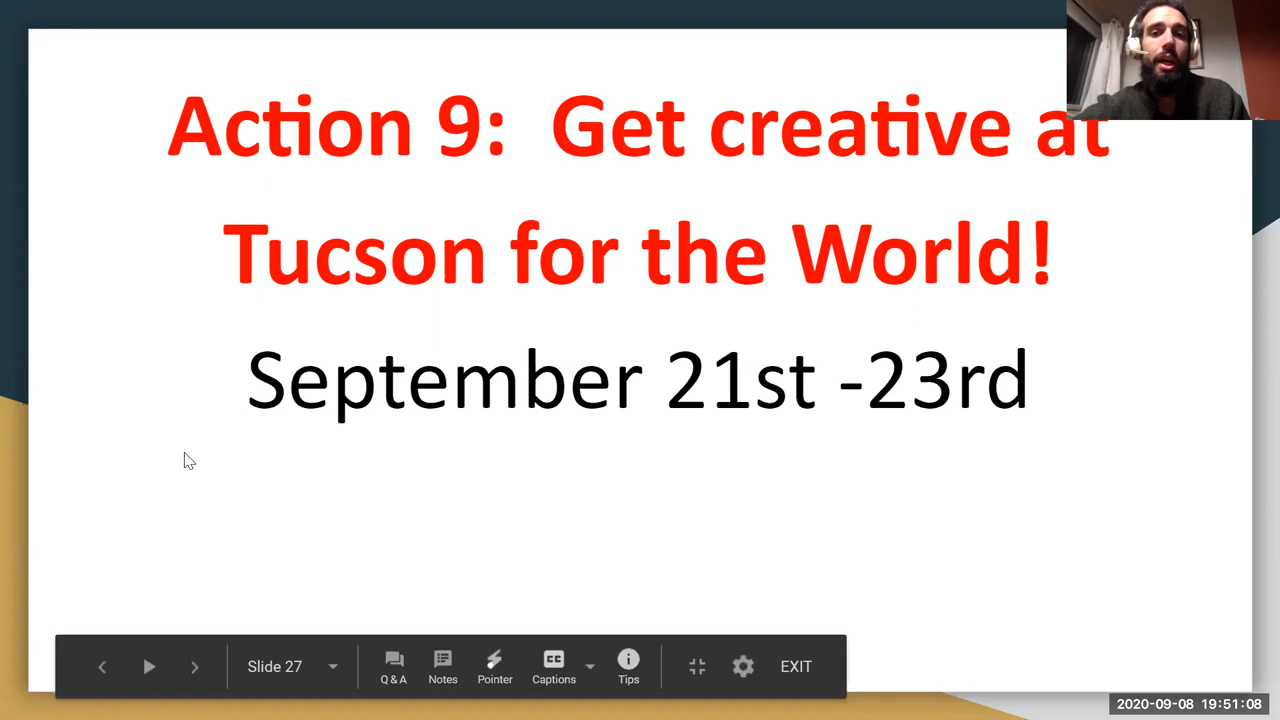 Action 9:  Get creative at
Tucson for the World!
September 21st -23rd
Slide 27
Q & A
Notes
Pointer
CC
Captions
Tips
EXIT
2020-09-08 19:51:08